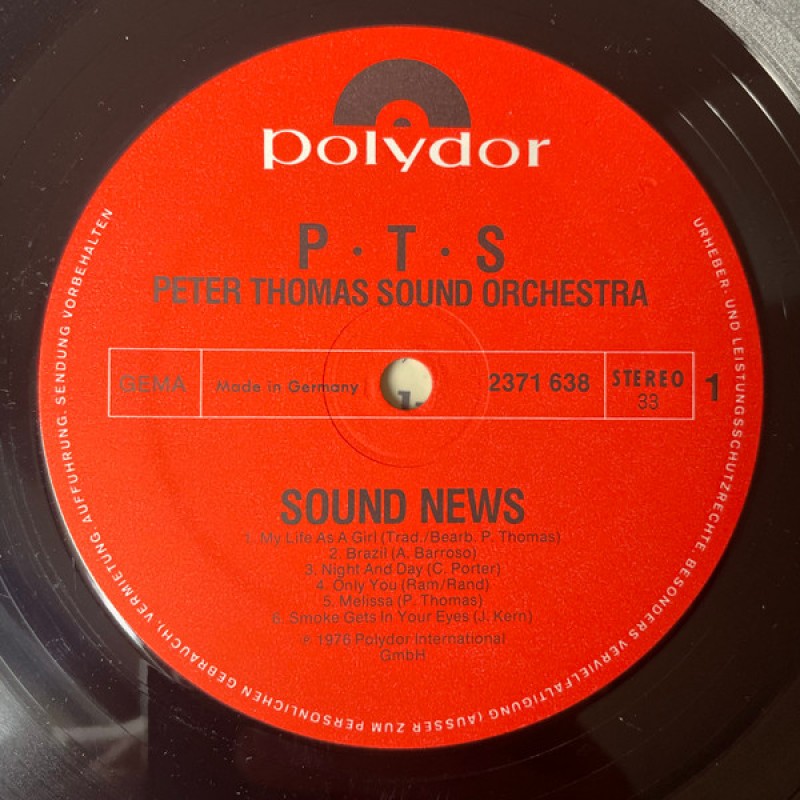 polydor
P · T · S
PETER THOMAS SOUND ORCHESTRA
GEMA
Made in Germany
2371 638
STEREO
33
1
SOUND NEWS
1. My Life As A Girl (Trad./Bearb. P. Thomas)
2. Brazil (A. Barroso)
3. Night And Day (C. Porter)
4. Only You (Ram/Rand)
5. Melissa (P. Thomas)
6. Smoke Gets In Your Eyes (J. Kern)
℗ 1976 Polydor International
GmbH
URHEBER- UND LEISTUNGSSCHUTZRECHTE BESONDERS VERVIELFÄLTIGUNG (AUSSER ZUM PERSÖNLICHEN GEBRAUCH), VERMIETUNG AUFFÜHRUNG, SENDUNG VORBEHALTEN